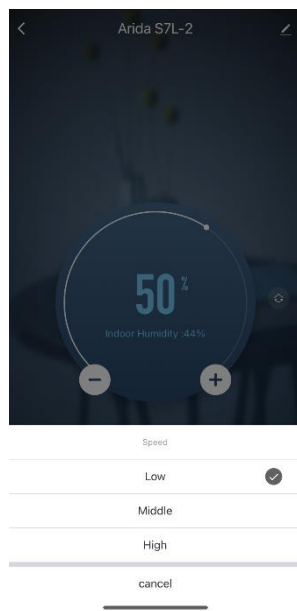 Arida S7L-2
50 %
Indoor Humidity :44%
Speed
Low
Middle
High
cancel